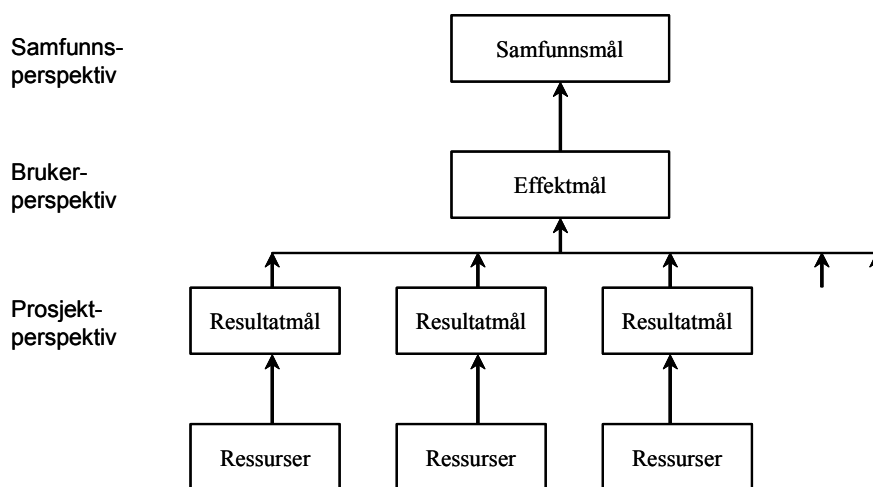 Samfunns-
perspektiv
Samfunnsmål
Bruker-
perspektiv
Effektmål
Prosjekt-
perspektiv
Resultatmål
Resultatmål
Resultatmål
Ressurser
Ressurser
Ressurser